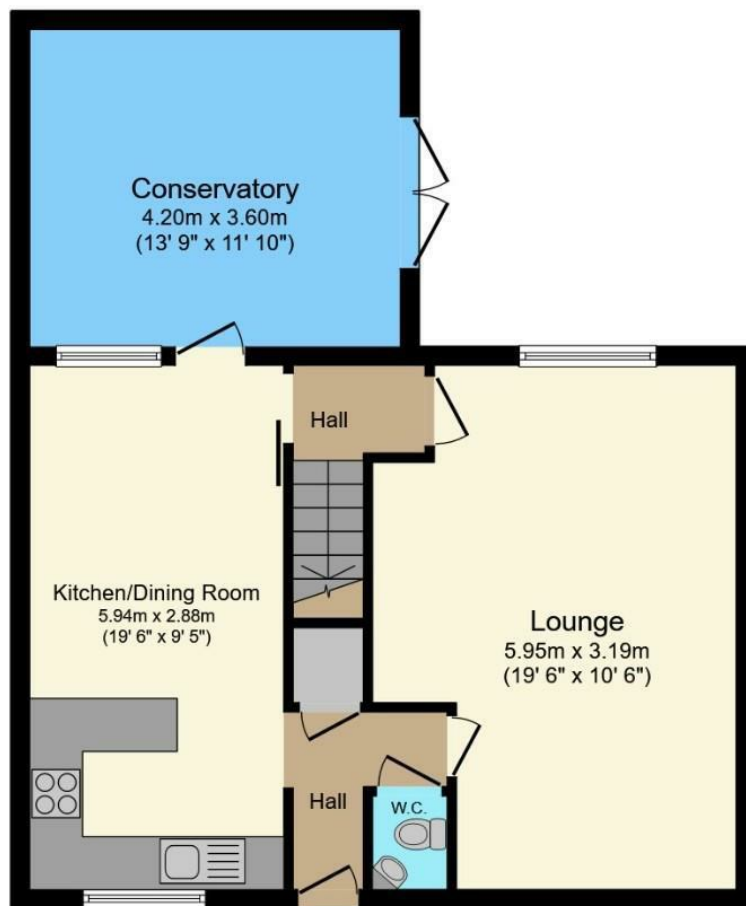 Conservatory
4.20m x 3.60m
(13' 9" x 11' 10")
Hall
Kitchen/Dining Room
5.94m x 2.88m
(19' 6" x 9' 5")
Lounge
5.95m x 3.19m
(19' 6" x 10' 6")
Hall
W.C.